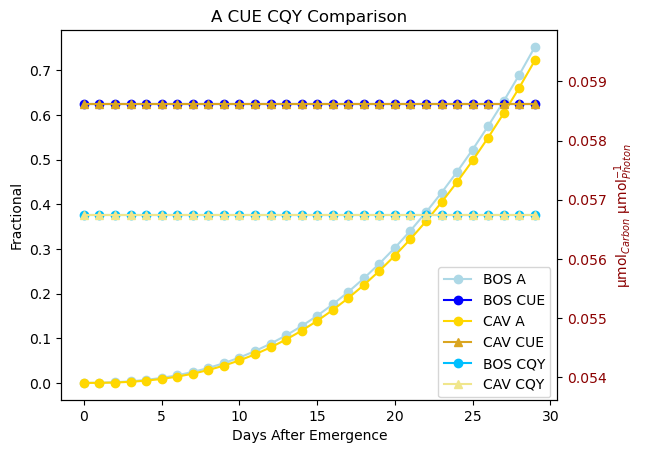 A CUE CQY Comparison
Fractional
0.7
0.6
0.5
0.4
0.3
0.2
0.1
0.0
0.059
0.058
0.057
0.056
0.055
0.054
μmol_Carbon μmol^-1_Photon
BOS A
BOS CUE
CAV A
CAV CUE
BOS CQY
CAV CQY
0 5 10 15 20 25 30
Days After Emergence